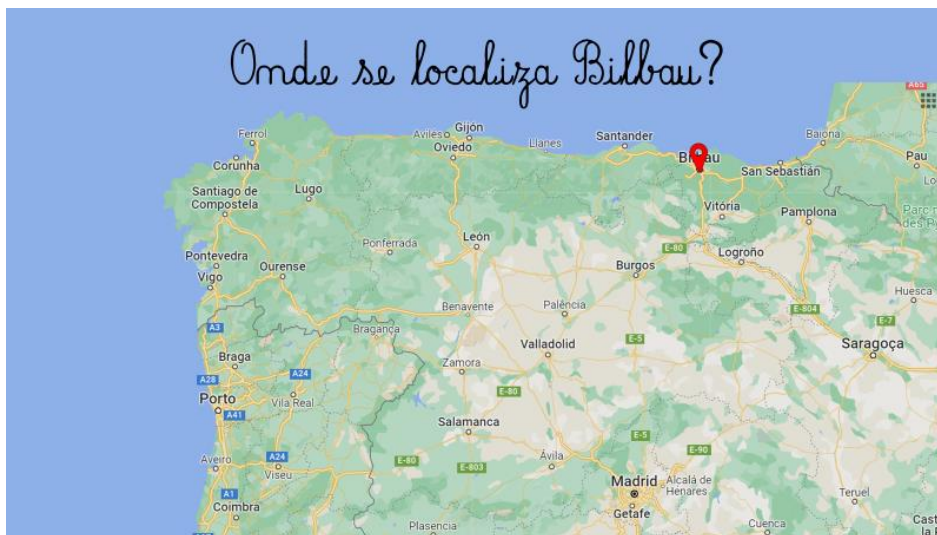 Onde se localiza Bilbau?
A65
Ferrol
Avilés
Gijón
Oviedo
Llanes
Santander
Bilbau
Baiona
Corunha
San Sebastián
Pau
Santiago de
Compostela
Lugo
Vitória
Pamplona
León
Ponferrada
E-80
Logroño
Pontevedra
Vigo
Ourense
Burgos
Huesca
Benavente
Palência
E-804
E-7
A3
Bragança
Braga
Valladolid
E-5
Saragoça
Zamora
A28
A24
Porto
Vila Real
E-80
A41
Salamanca
E-5
E-90
Aveiro
A24
Viseu
E-80
E-803
Ávila
Madrid
Alcalá de
Henares
A1
Coimbra
Getafe
Teruel
Plasencia
Cuenca